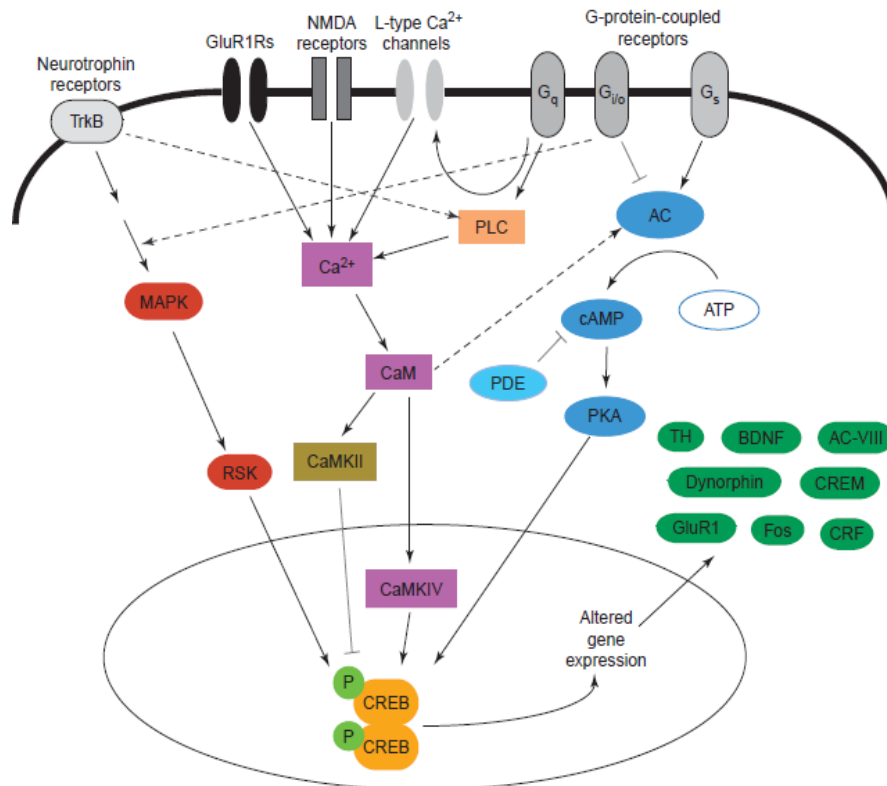 G-protein-coupled
receptors
NMDA
receptors
L-type Ca²⁺
channels
GluR1Rs
Neurotrophin
receptors
TrkB
Gq
Gi/o
Gs
PLC
AC
Ca²⁺
MAPK
cAMP
ATP
CaM
PDE
PKA
TH
BDNF
AC-VIII
CaMKII
RSK
Dynorphin
CREM
GluR1
Fos
CRF
CaMKIV
Altered
gene
expression
P
CREB
P
CREB